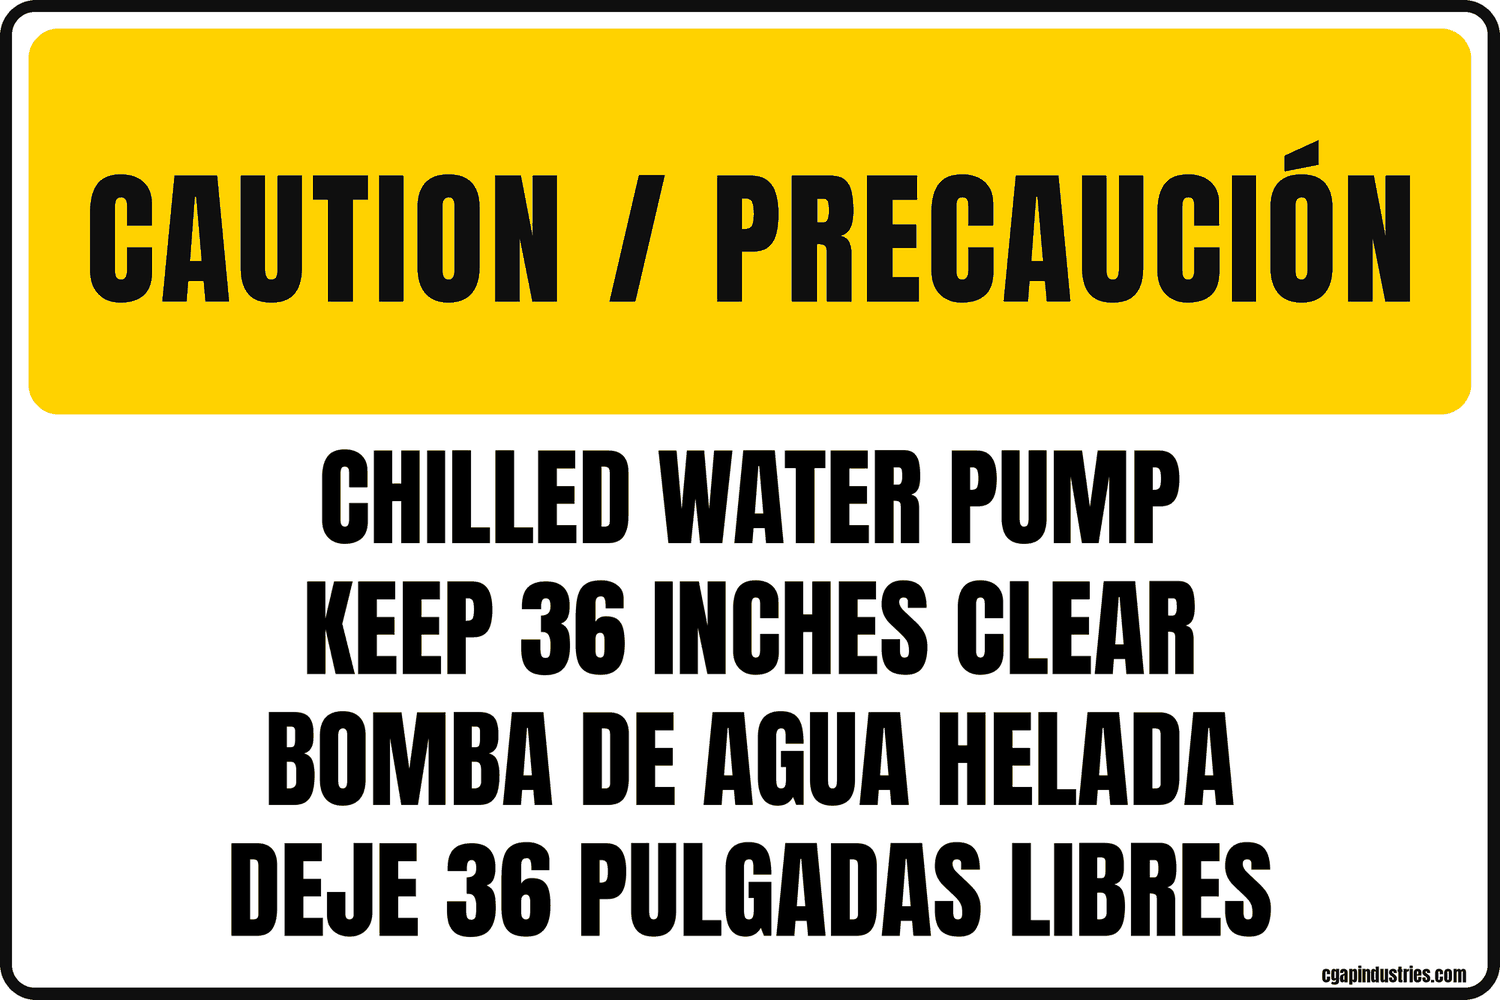 CAUTION / PRECAUCIÓN
CHILLED WATER PUMP
KEEP 36 INCHES CLEAR
BOMBA DE AGUA HELADA
DEJE 36 PULGADAS LIBRES
cgapindustries.com